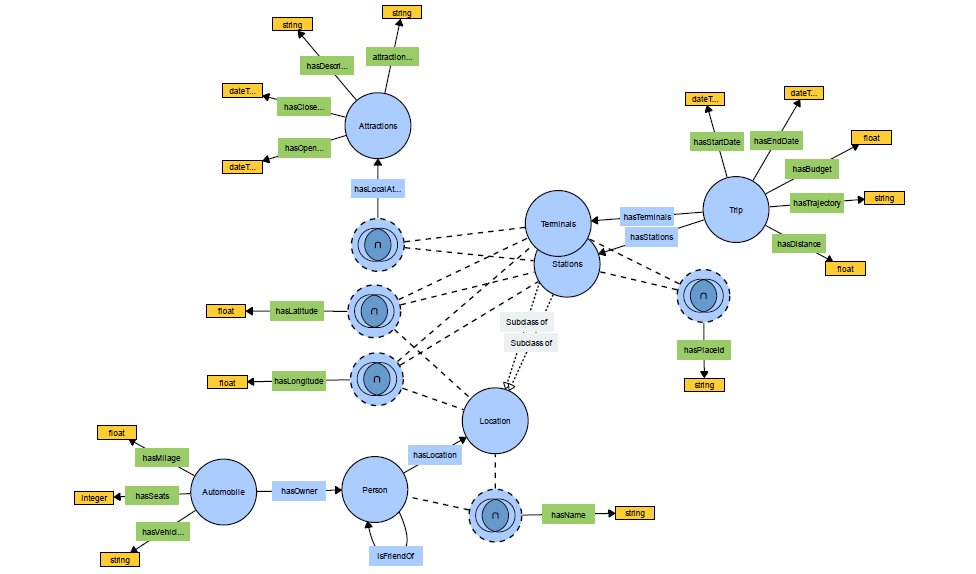 string
string
hasDescri...
attraction...
dateT...
hasClose...
Attractions
hasOpen...
dateT...
hasLocalAt...
∩
dateT...
dateT...
hasStartDate
hasEndDate
float
hasBudget
hasTrajectory
string
Trip
hasTerminals
hasStations
hasDistance
float
Terminals
Stations
∩
hasPlaceId
string
float
hasLatitude
∩
Subclass of
Subclass of
float
hasLongitude
∩
Location
float
hasMilage
hasLocation
Integer
hasSeats
Automobile
hasOwner
Person
hasVehicl...
string
isFriendOf
∩
hasName
string